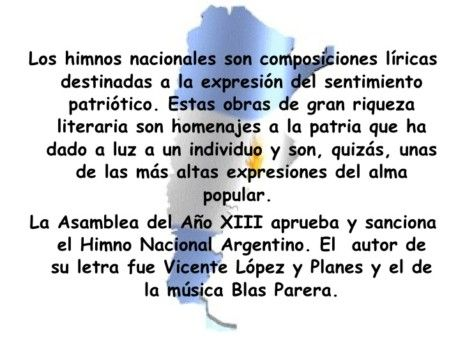 Los himnos nacionales son composiciones líricas
destinadas a la expresión del sentimiento
patriótico. Estas obras de gran riqueza
literaria son homenajes a la patria que ha
dado a luz a un individuo y son, quizás, unas
de las más altas expresiones del alma
popular.
La Asamblea del Año XIII aprueba y sanciona
el Himno Nacional Argentino. El autor de
su letra fue Vicente López y Planes y el de
la música Blas Parera.